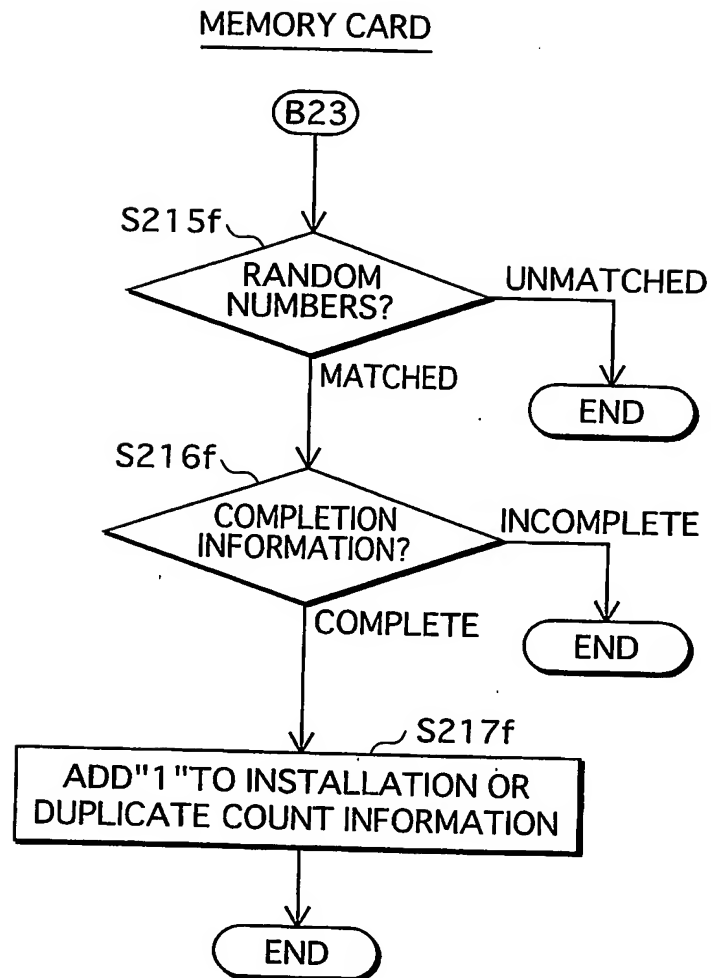 MEMORY CARD
B23
S215f
RANDOM
NUMBERS?
UNMATCHED
MATCHED
END
S216f
COMPLETION
INFORMATION?
INCOMPLETE
COMPLETE
END
S217f
ADD"1"TO INSTALLATION OR
DUPLICATE COUNT INFORMATION
END